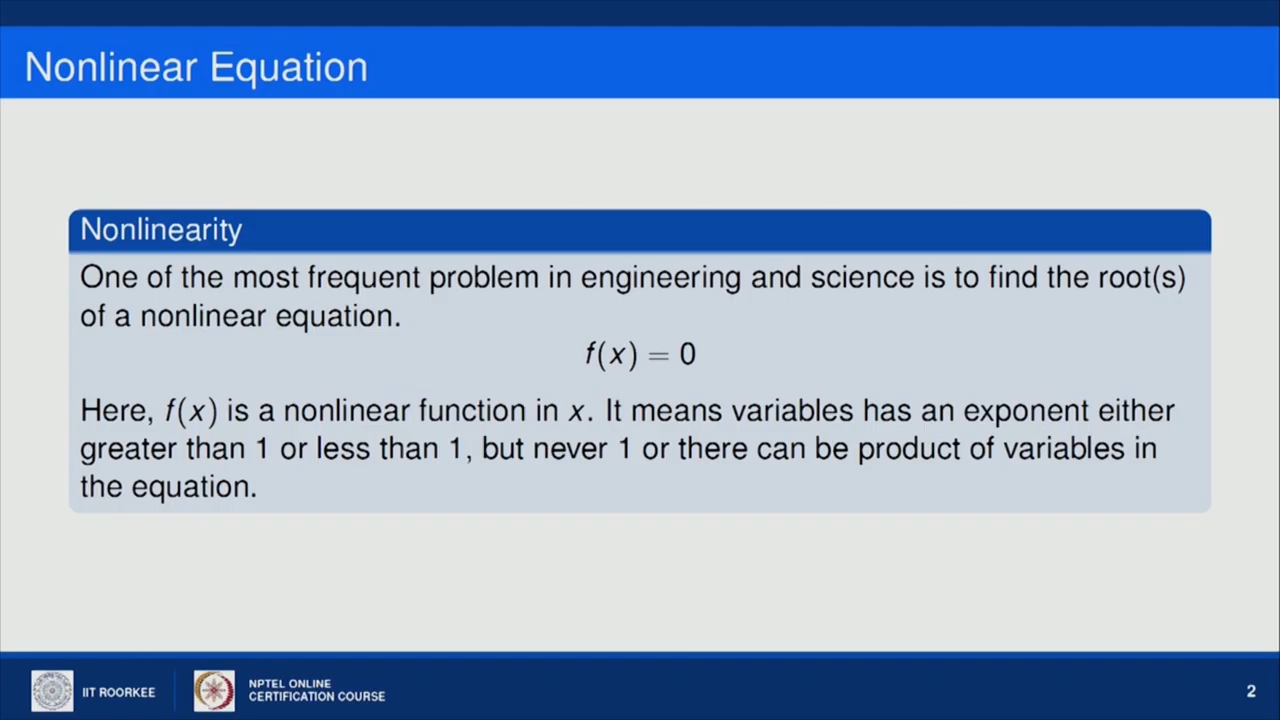 Nonlinear Equation
Nonlinearity
One of the most frequent problem in engineering and science is to find the root(s)
of a nonlinear equation.
f(x) = 0
Here, f(x) is a nonlinear function in x. It means variables has an exponent either
greater than 1 or less than 1, but never 1 or there can be product of variables in
the equation.
IIT ROORKEE
NPTEL ONLINE
CERTIFICATION COURSE
2